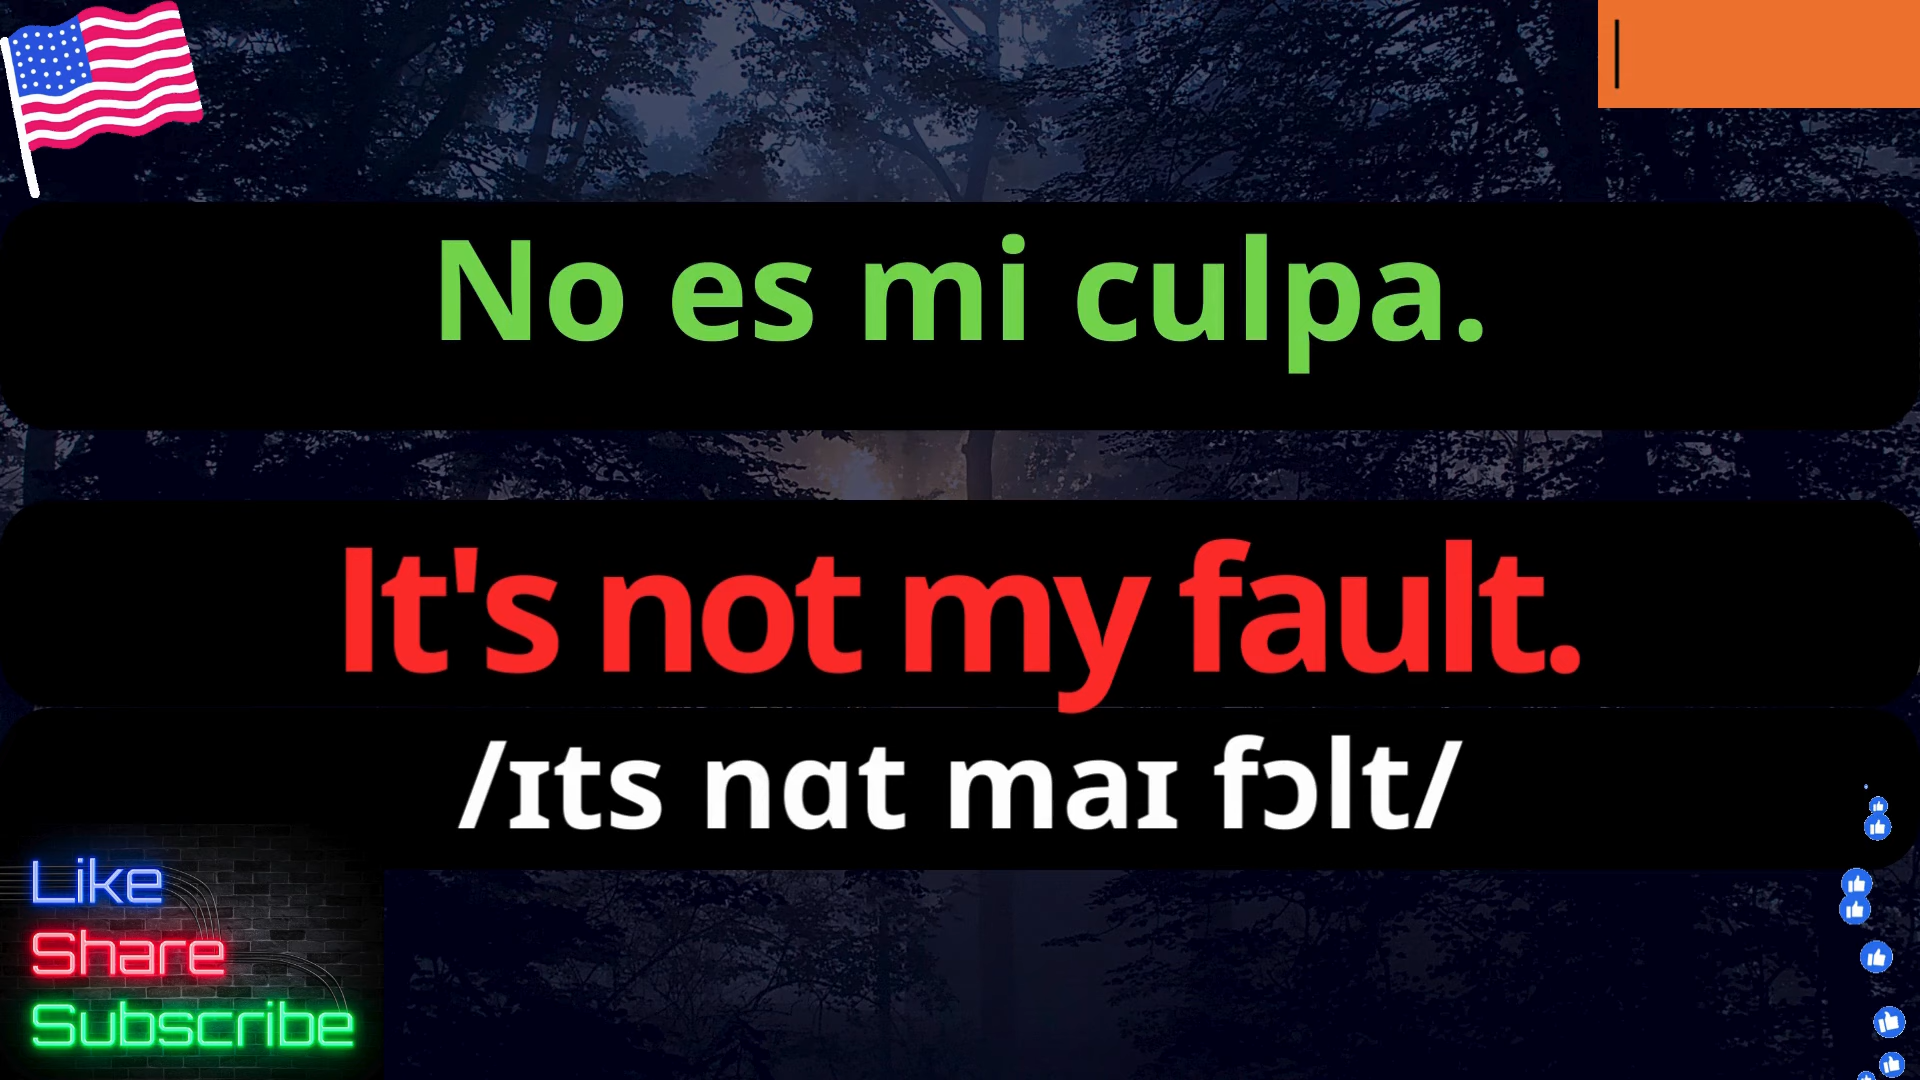 No es mi culpa.
It's not my fault.
/ɪts nɑt maɪ fɔlt/
Like
Share
Subscribe